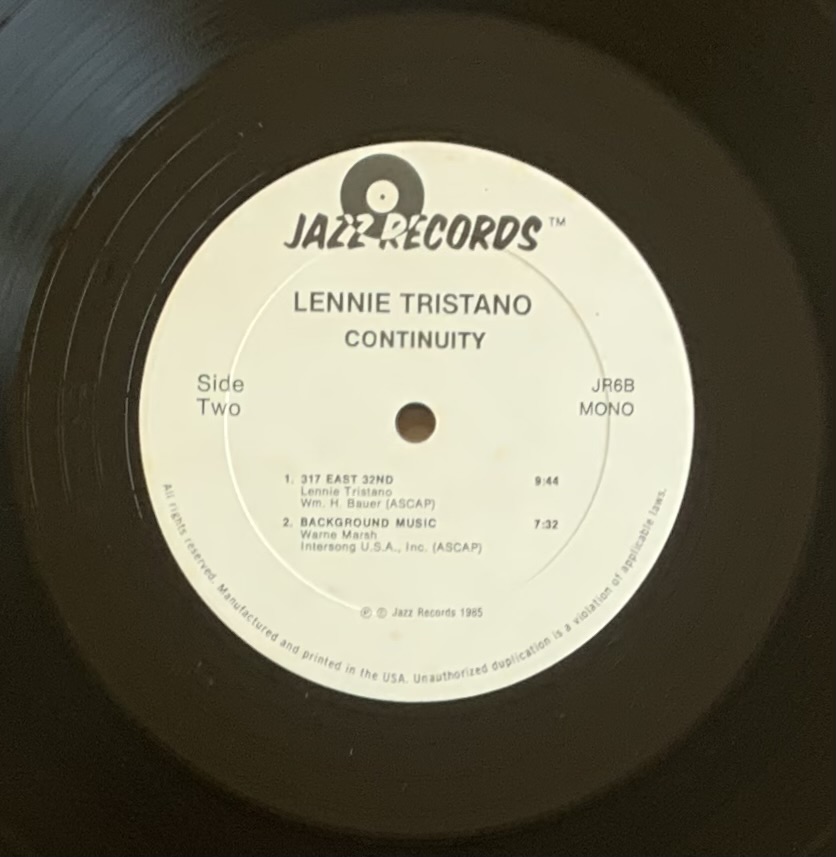 JAZZ RECORDS™
LENNIE TRISTANO
CONTINUITY
Side
Two
JR6B
MONO
1. 317 EAST 32ND 9:44
Lennie Tristano
Wm. H. Bauer (ASCAP)
2. BACKGROUND MUSIC 7:32
Warne Marsh
Intersong U.S.A., Inc. (ASCAP)
℗ © Jazz Records 1985
All rights reserved. Manufactured and printed in the USA. Unauthorized duplication is a violation of applicable laws.